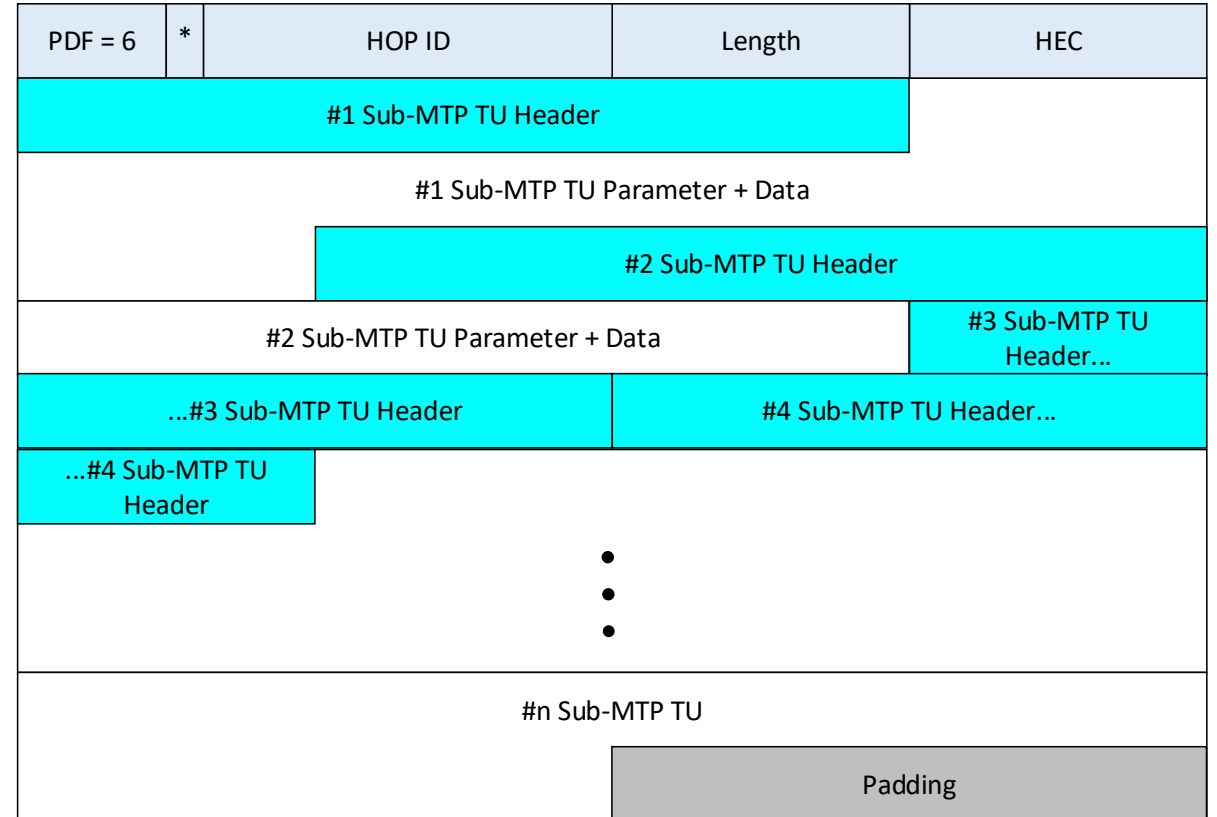 PDF = 6
*
HOP ID
Length
HEC
#1 Sub-MTP TU Header
#1 Sub-MTP TU Parameter + Data
#2 Sub-MTP TU Header
#2 Sub-MTP TU Parameter + Data
#3 Sub-MTP TU
Header...
...#3 Sub-MTP TU Header
#4 Sub-MTP TU Header...
...#4 Sub-MTP TU
Header
#n Sub-MTP TU
Padding